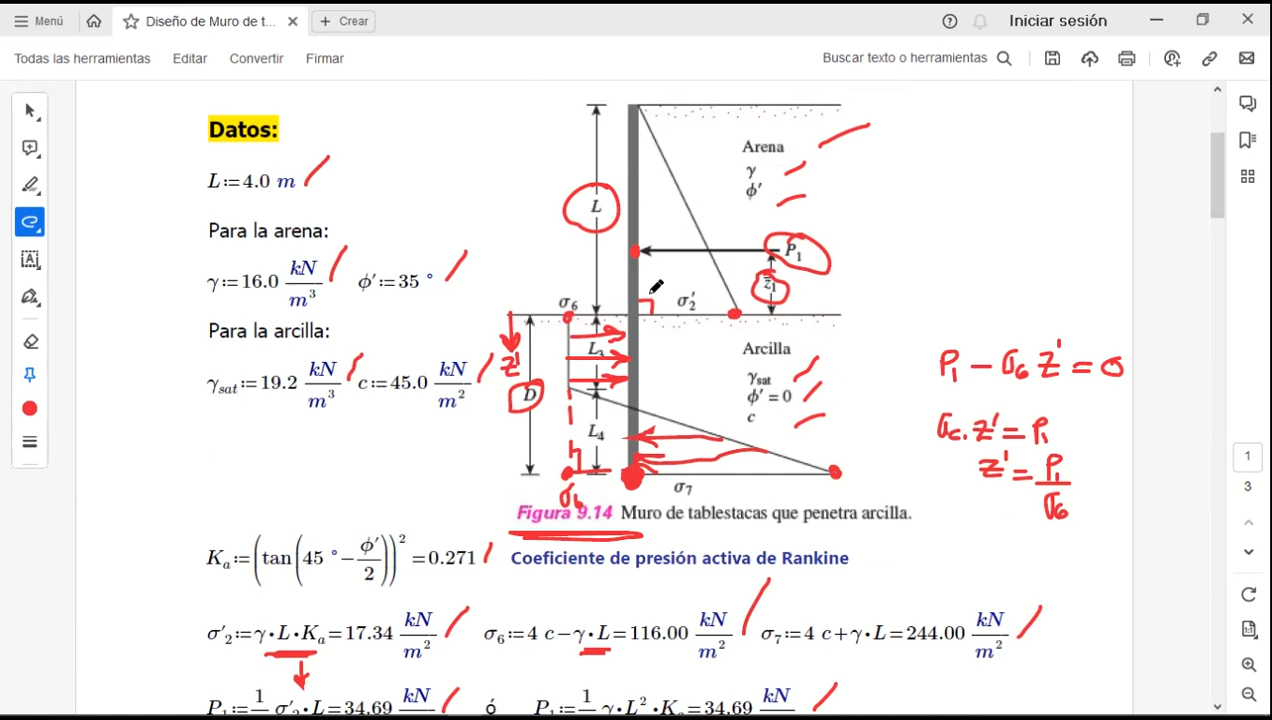 Menú
Diseño de Muro de t...
Crear
Iniciar sesión
Todas las herramientas
Editar
Convertir
Firmar
Buscar texto o herramientas
Datos:
L:=4.0 m
Para la arena:
γ:=16.0 kN/m³ ϕ':=35 °
Para la arcilla:
γsat:=19.2 kN/m³ c:=45.0 kN/m²
Arena
γ
ϕ'
L
P₁
z̄₁
σ₆
σ'₂
L₃
z'
D
Arcilla
γsat
ϕ' = 0
c
L₄
σ₆
σ₇
P₁ − σ₆ z' = 0
σ₆. z' = P₁
z' = P₁/σ₆
Figura 9.14 Muro de tablestacas que penetra arcilla.
Ka:=(tan(45 °−ϕ'/2))²=0.271 Coeficiente de presión activa de Rankine
σ'₂:=γ·L·Ka=17.34 kN/m² σ₆:=4 c−γ·L=116.00 kN/m² σ₇:=4 c+γ·L=244.00 kN/m²
P₁:=1 σ'₂·L=34.69 kN ó P₁:=1 γ·L²·Ka=34.69 kN
1
3